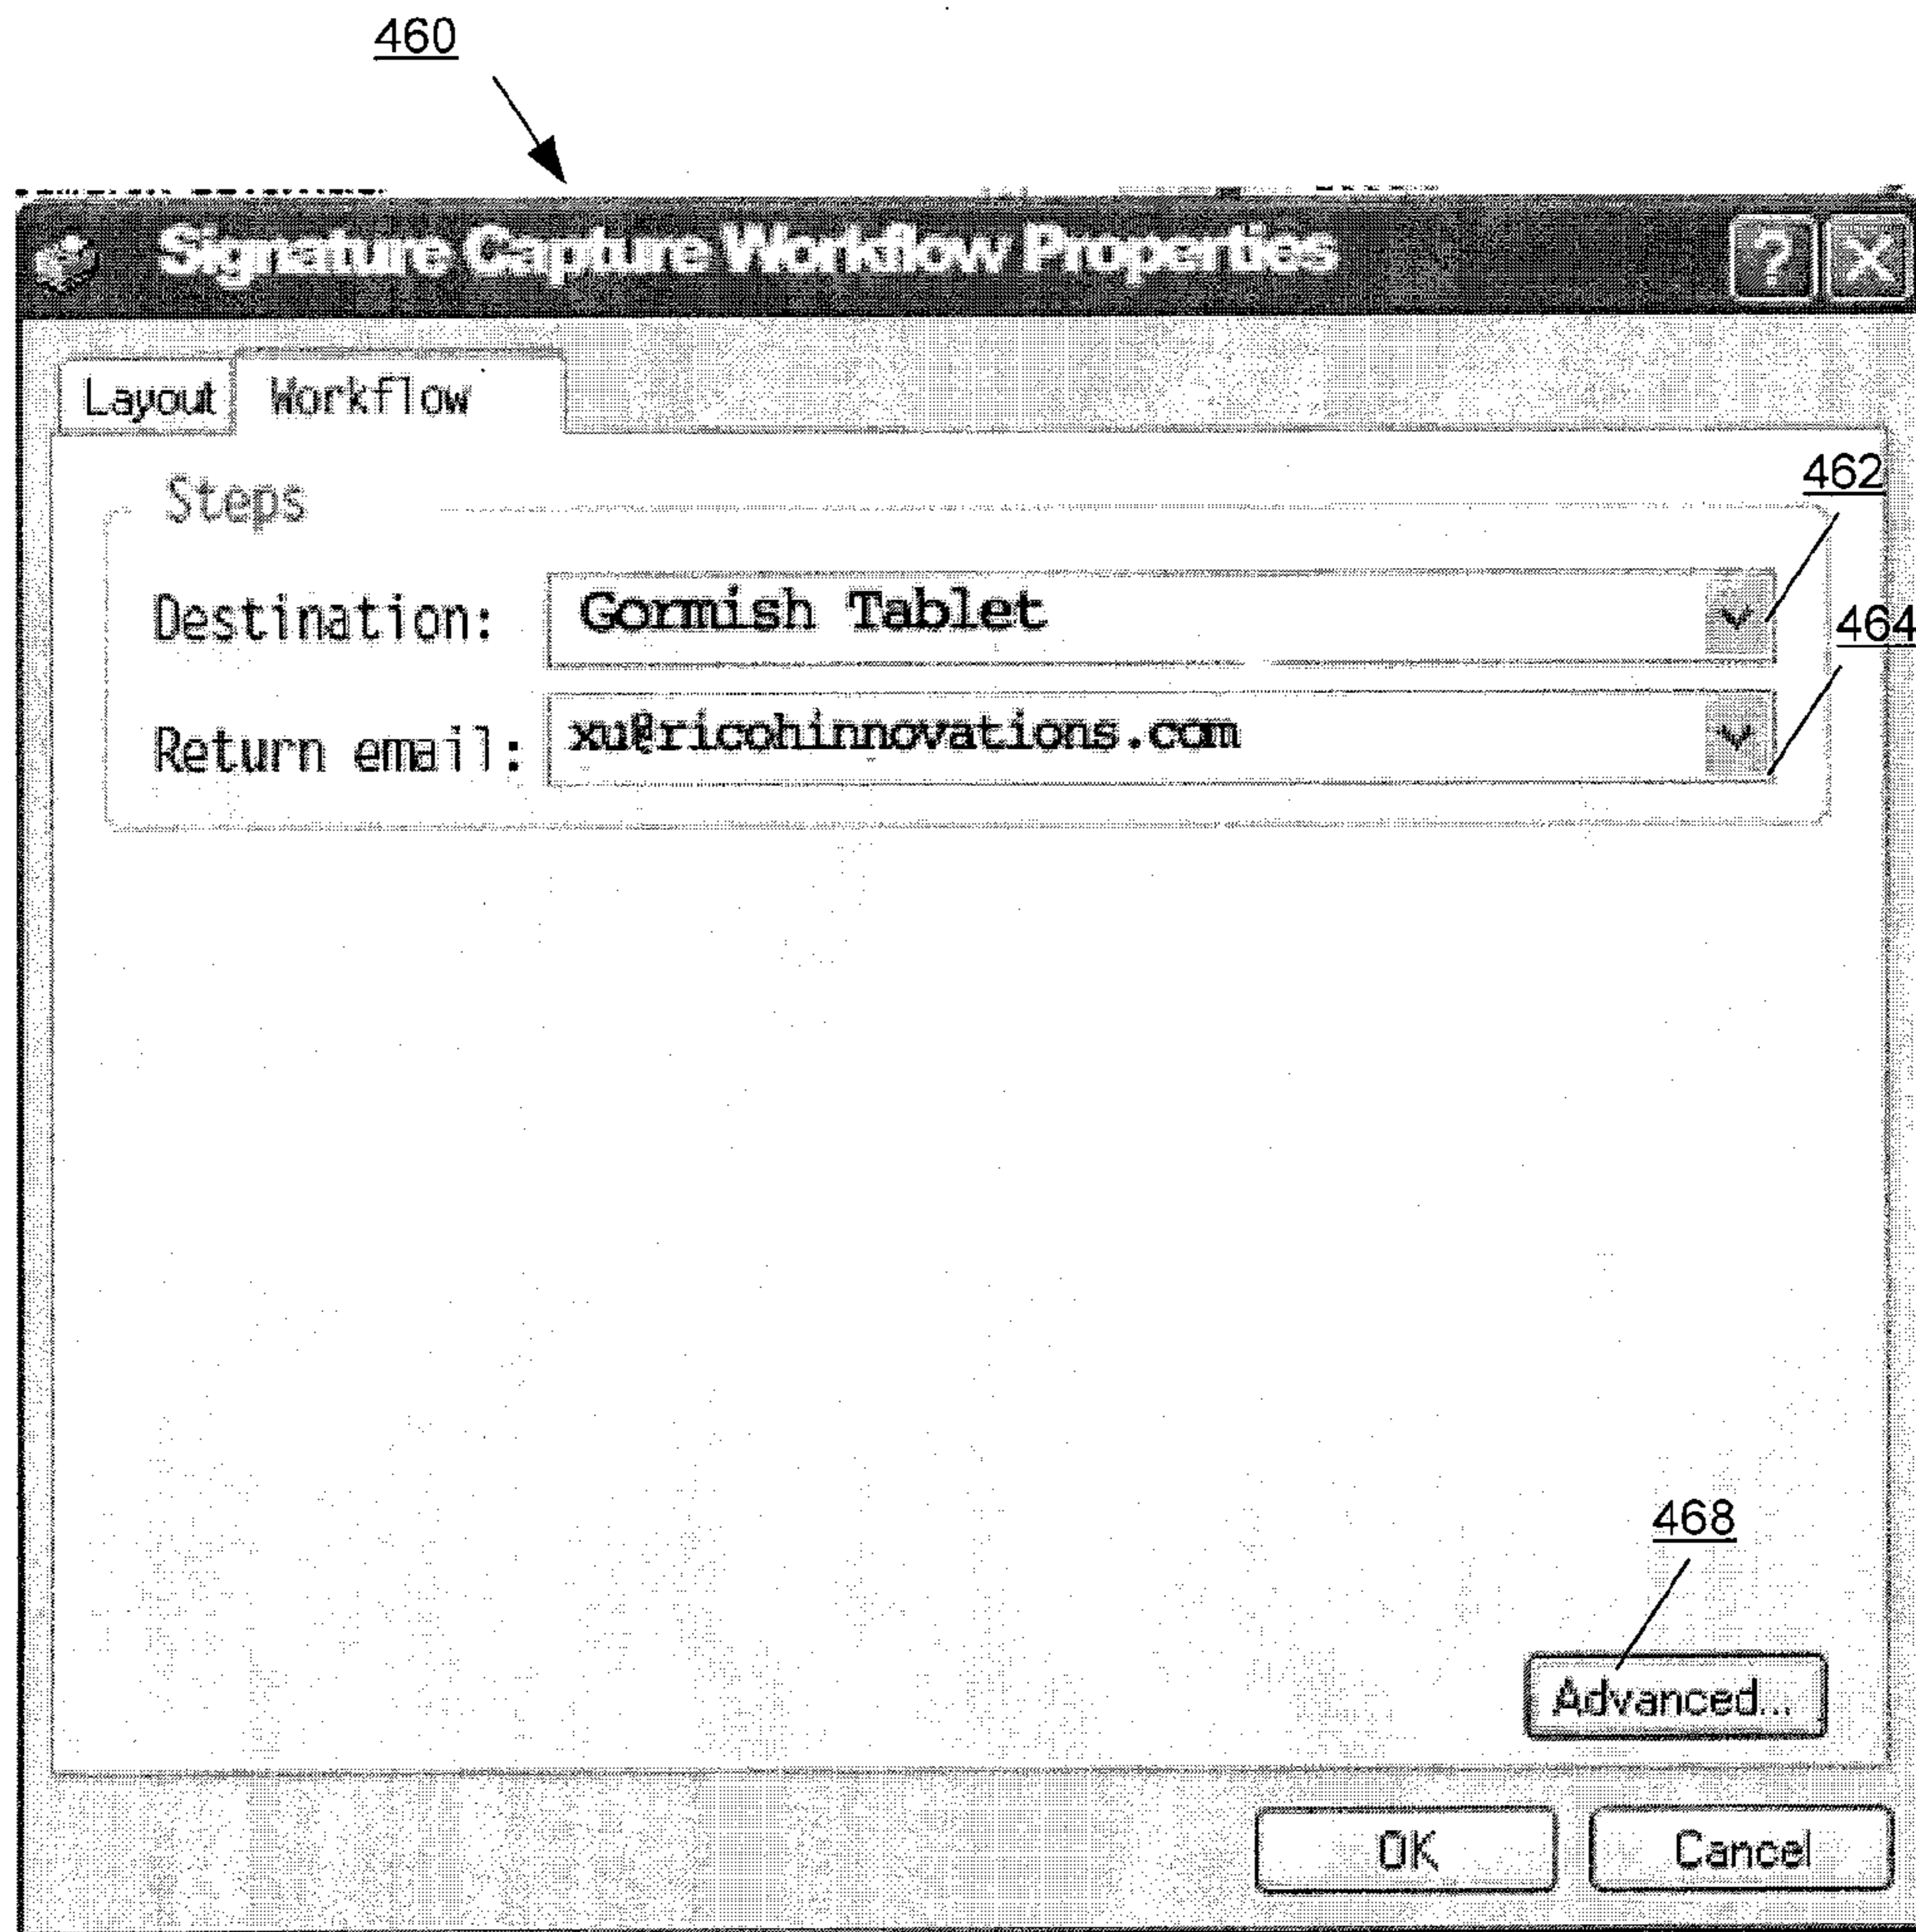 460
Signature Capture Workflow Properties ? X
Layout Workflow
Steps
462
Destination: Gormish Tablet
464
Return email: xu@ricohinnovations.com
468
Advanced...
OK Cancel